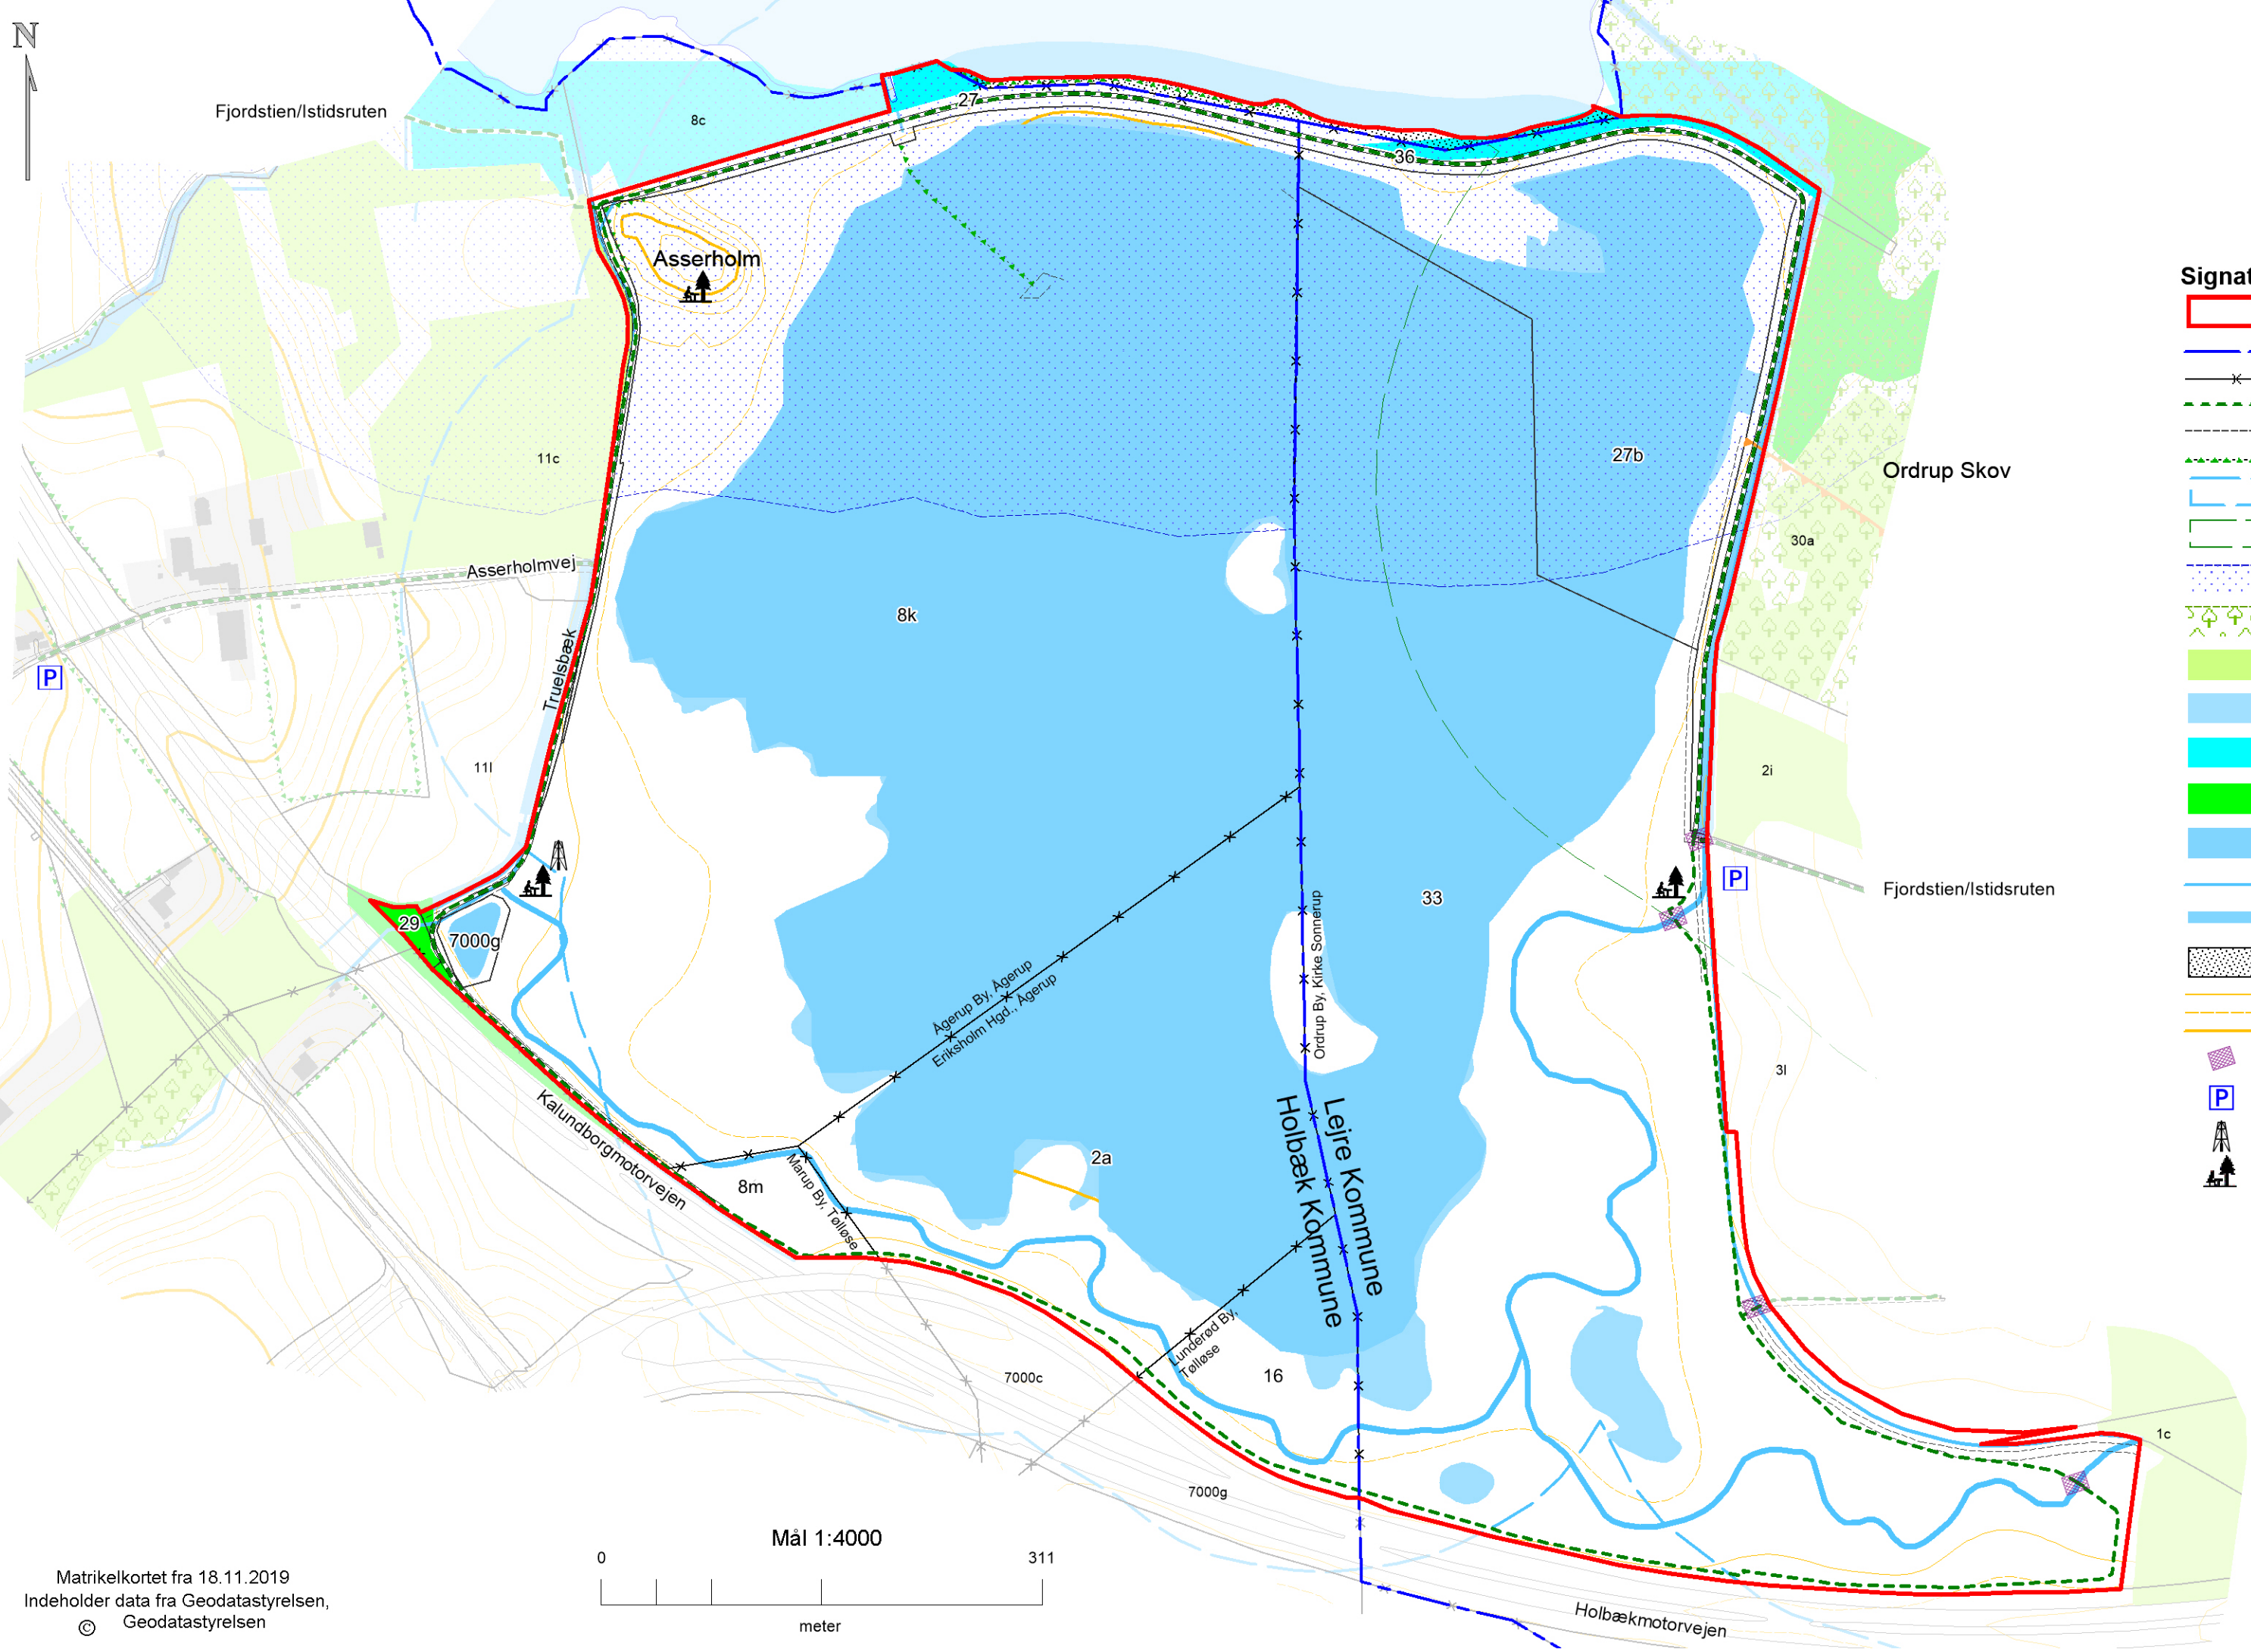 N
Fjordstien/Istidsruten
8c
27
36
Asserholm
Signat
11c
27b
Ordrup Skov
30a
Asserholmvej
8k
Truelsbæk
P
11l
2i
P
Fjordstien/Istidsruten
29
7000g
33
Ågerup By, Ågerup
Eriksholm Hgd., Ågerup
Ordrup By, Kirke Sonnerup
3l
P
Kalundborgmotorvejen
Lejre Kommune
Holbæk Kommune
2a
8m
Marup By, Tølløse
Lunderød By,
Tølløse
7000c
16
1c
7000g
Mål 1:4000
0
311
meter
Matrikelkortet fra 18.11.2019
Indeholder data fra Geodatastyrelsen,
© Geodatastyrelsen
Holbækmotorvejen